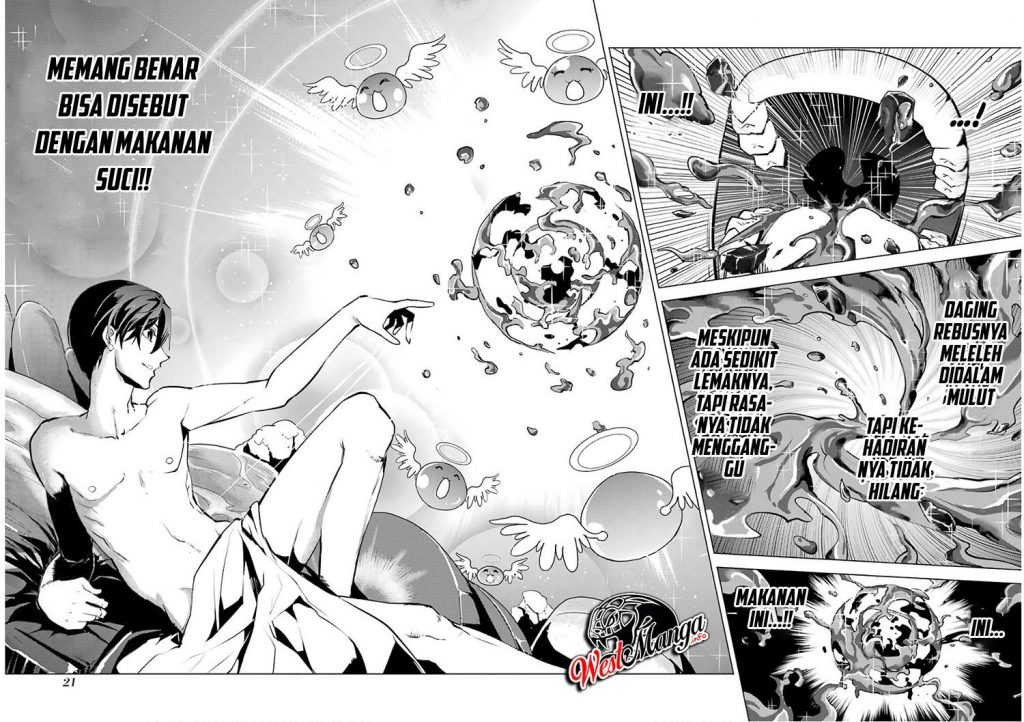 ...!
INI...!!
DAGING
REBUSNYA
MELELEH
DIDALAM
MULUT
TAPI KE-
HADIRAN
NYA TIDAK
HILANG
MESKIPUN
ADA SEDIKIT
LEMAKNYA,
TAPI RASA-
NYA TIDAK
MENGGANG-
GU
INI...
MAKANAN
INI...!!
MEMANG BENAR
BISA DISEBUT
DENGAN MAKANAN
SUCI!!
WestManga
.info
21